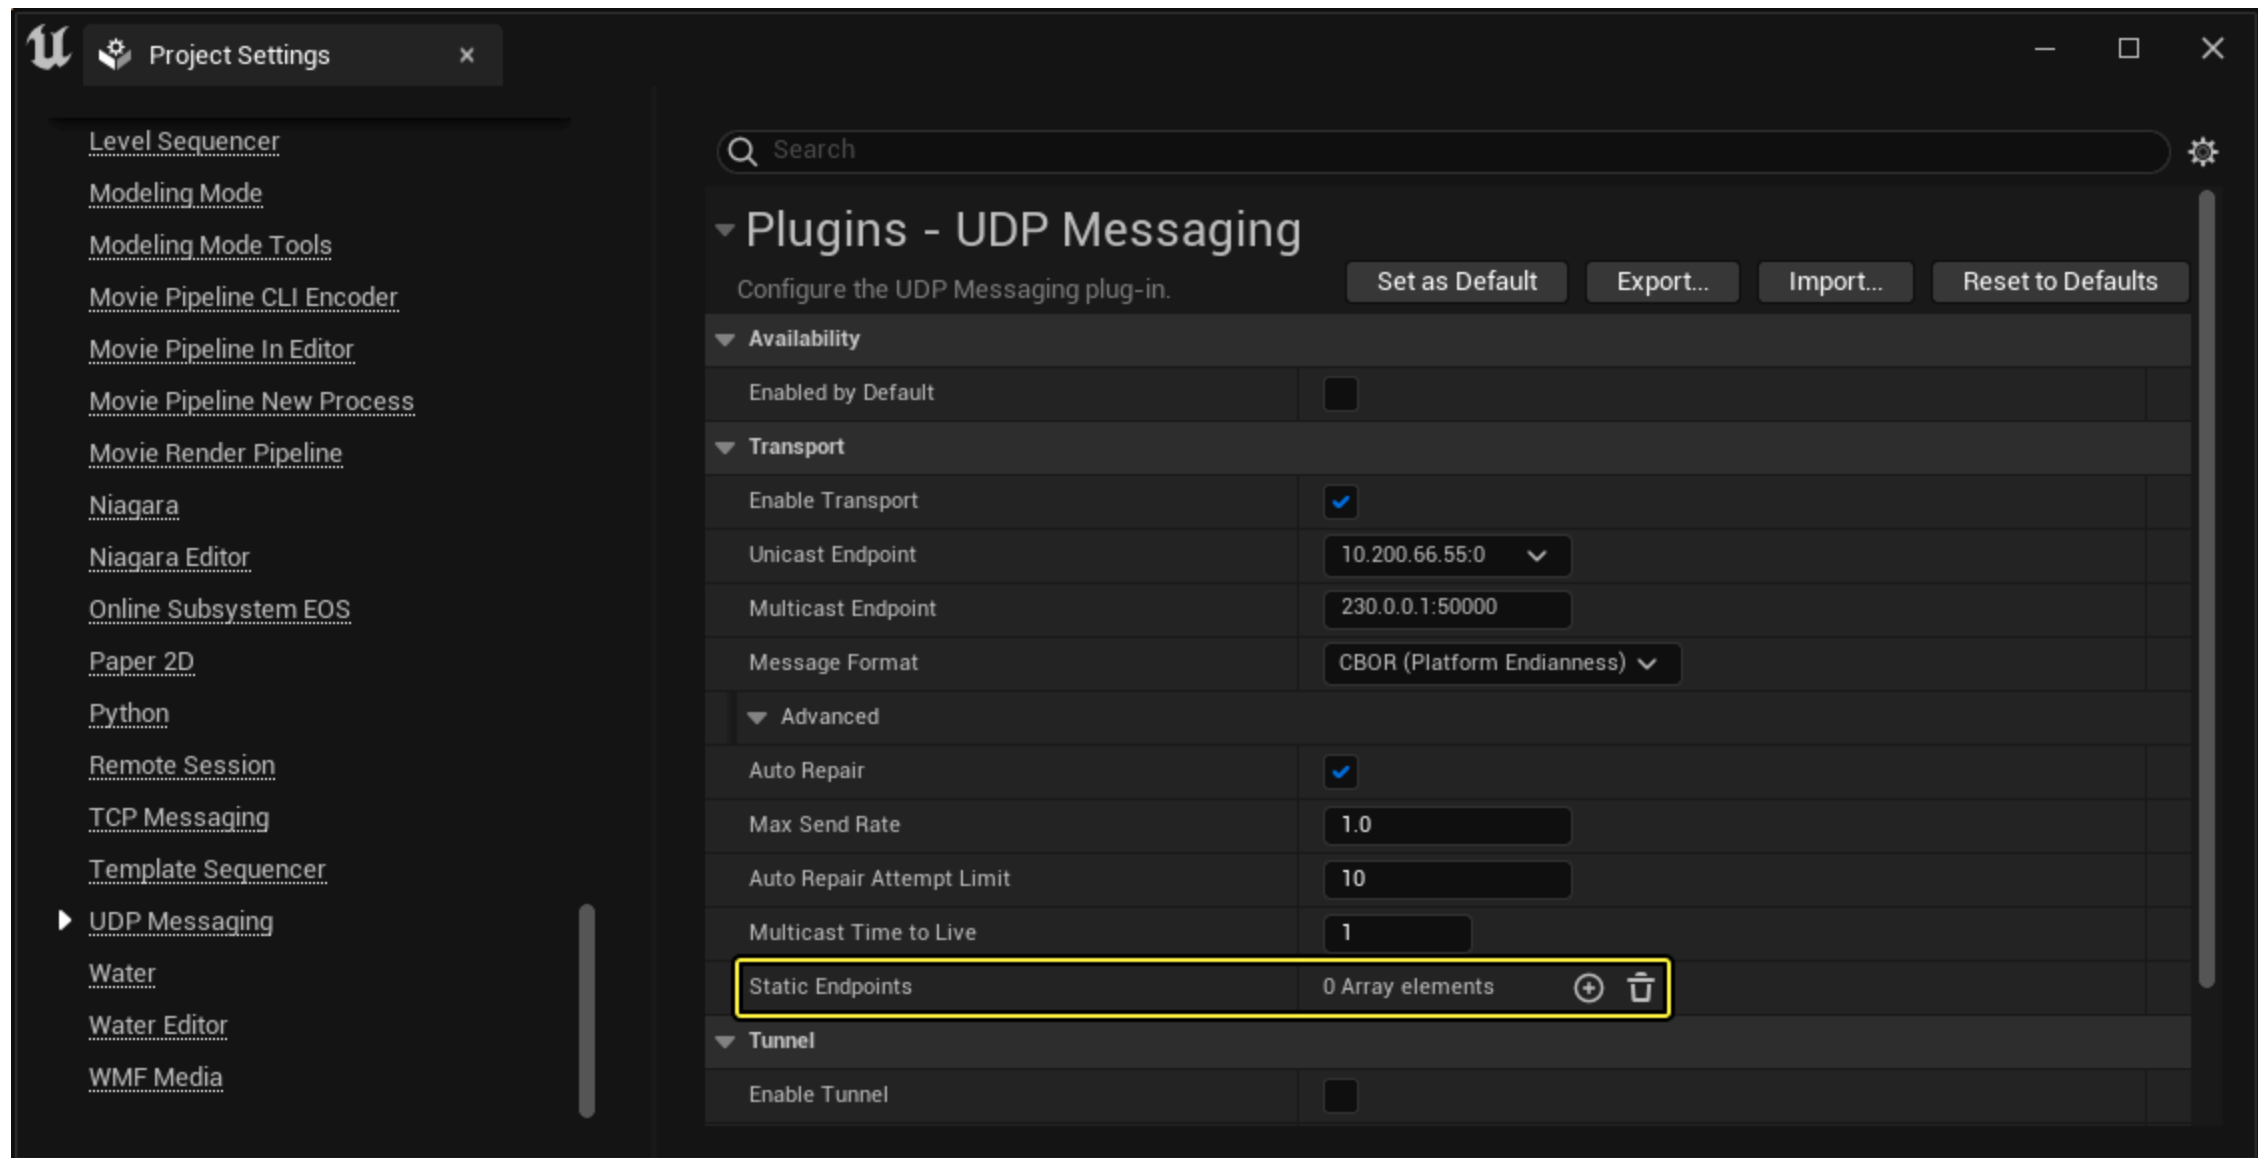 Project Settings
Level Sequencer
Modeling Mode
Modeling Mode Tools
Movie Pipeline CLI Encoder
Movie Pipeline In Editor
Movie Pipeline New Process
Movie Render Pipeline
Niagara
Niagara Editor
Online Subsystem EOS
Paper 2D
Python
Remote Session
TCP Messaging
Template Sequencer
UDP Messaging
Water
Water Editor
WMF Media
Search
Plugins - UDP Messaging
Configure the UDP Messaging plug-in.
Set as Default
Export...
Import...
Reset to Defaults
Availability
Enabled by Default
Transport
Enable Transport
Unicast Endpoint 10.200.66.55:0
Multicast Endpoint 230.0.0.1:50000
Message Format CBOR (Platform Endianness)
Advanced
Auto Repair
Max Send Rate 1.0
Auto Repair Attempt Limit 10
Multicast Time to Live 1
Static Endpoints 0 Array elements
Tunnel
Enable Tunnel